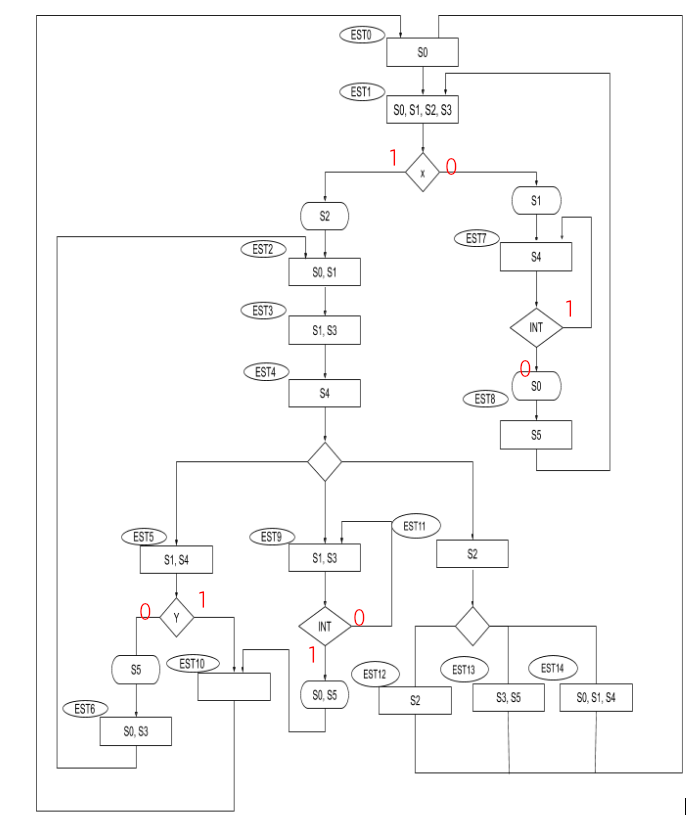 EST0
S0
EST1
S0, S1, S2, S3
1
X
0
S2
S1
EST2
S0, S1
EST7
S4
EST3
S1, S3
INT
1
0
EST4
S4
S0
EST8
S5
EST5
S1, S4
EST9
S1, S3
EST11
S2
0
Y
1
INT
0
1
S5
EST10
S0, S5
EST12
S2
EST13
S3, S5
EST14
S0, S1, S4
EST6
S0, S3